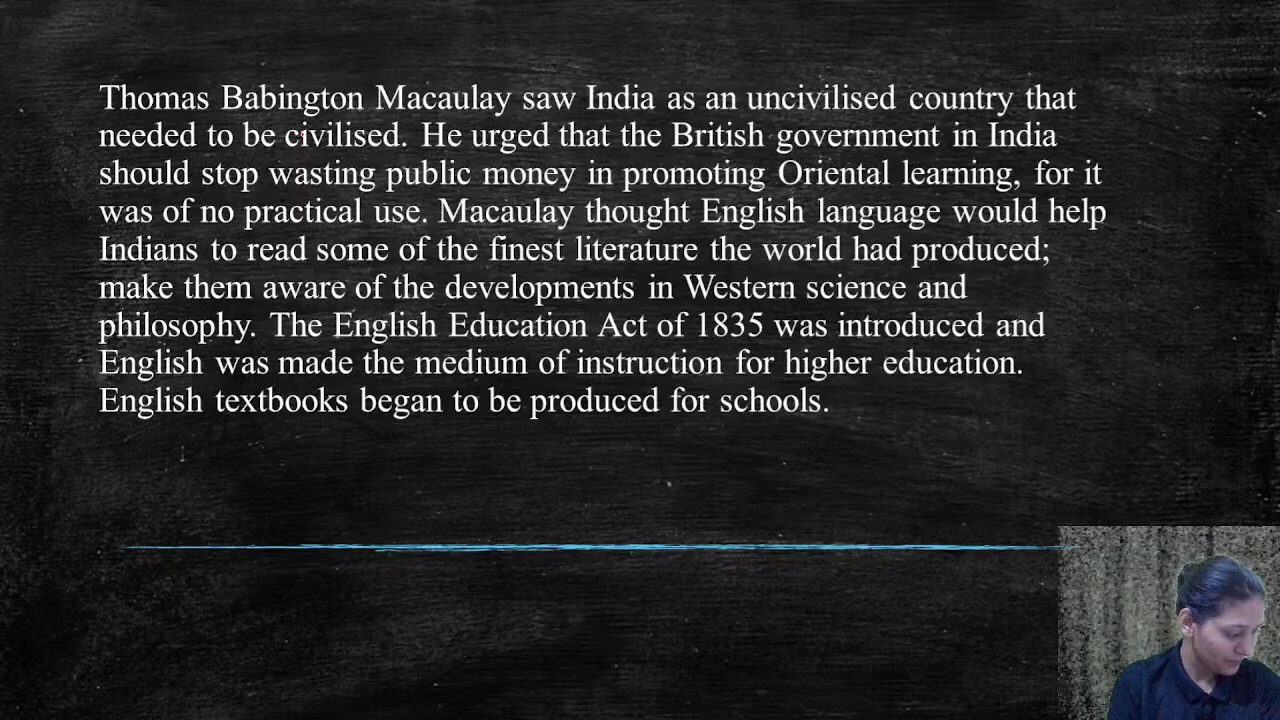 Thomas Babington Macaulay saw India as an uncivilised country that
needed to be civilised. He urged that the British government in India
should stop wasting public money in promoting Oriental learning, for it
was of no practical use. Macaulay thought English language would help
Indians to read some of the finest literature the world had produced;
make them aware of the developments in Western science and
philosophy. The English Education Act of 1835 was introduced and
English was made the medium of instruction for higher education.
English textbooks began to be produced for schools.